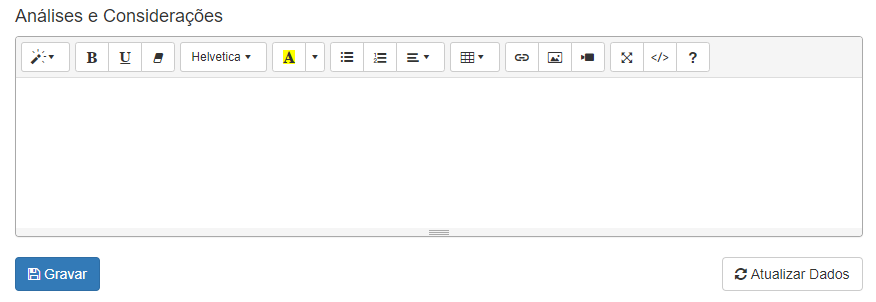 Análises e Considerações
B U Helvetica A </> ?
Gravar Atualizar Dados